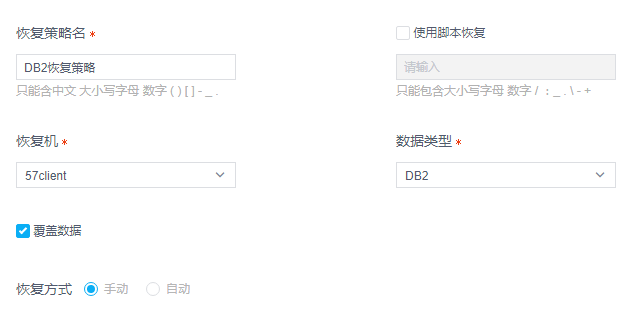 恢复策略名 *
使用脚本恢复
DB2恢复策略
请输入
只能含中文 大小写字母 数字 ( ) [ ] - _ .
只能包含大小写字母 数字 / : _ . \ - +
恢复机 *
数据类型 *
57client
DB2
覆盖数据
恢复方式 手动 自动